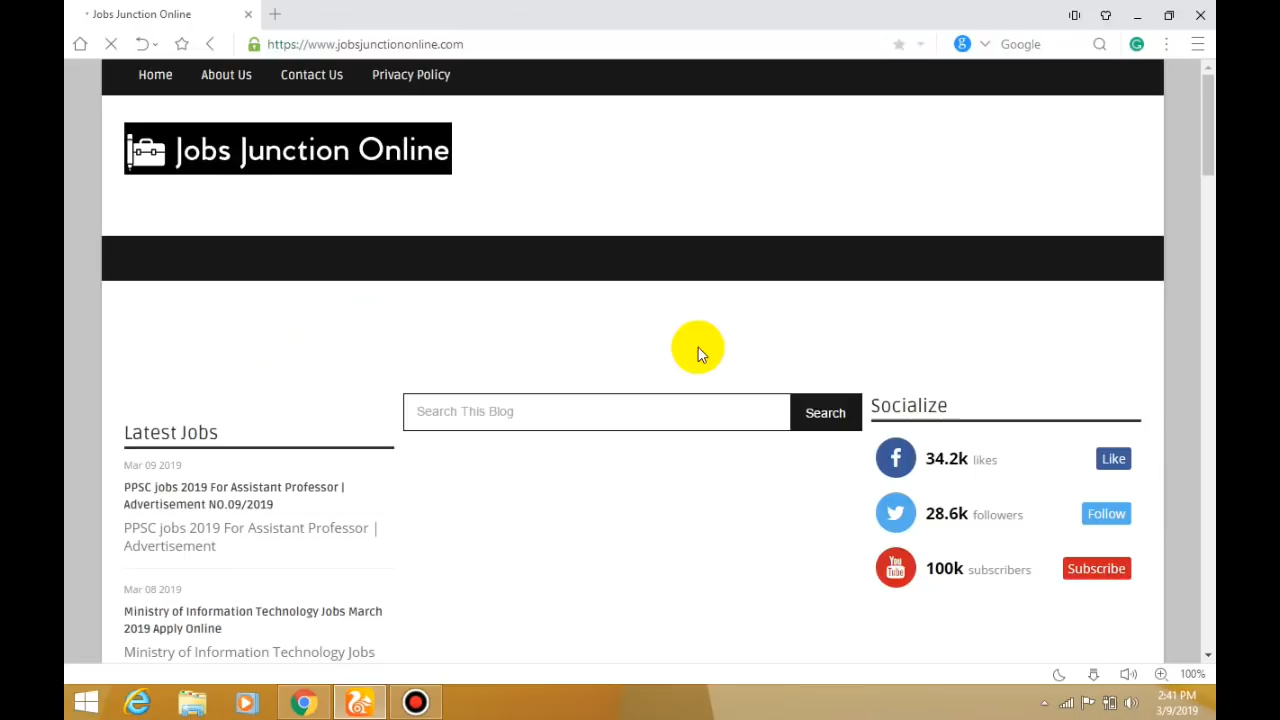 Jobs Junction Online
https://www.jobsjunctiononline.com
Google
Home About Us Contact Us Privacy Policy
Jobs Junction Online
Search This Blog Search
Latest Jobs
Mar 09 2019
PPSC jobs 2019 For Assistant Professor |
Advertisement NO.09/2019
PPSC jobs 2019 For Assistant Professor |
Advertisement
Mar 08 2019
Ministry of Information Technology Jobs March
2019 Apply Online
Ministry of Information Technology Jobs
Socialize
34.2k likes Like
28.6k followers Follow
You Tube 100k subscribers Subscribe
100%
2:41 PM
3/9/2019